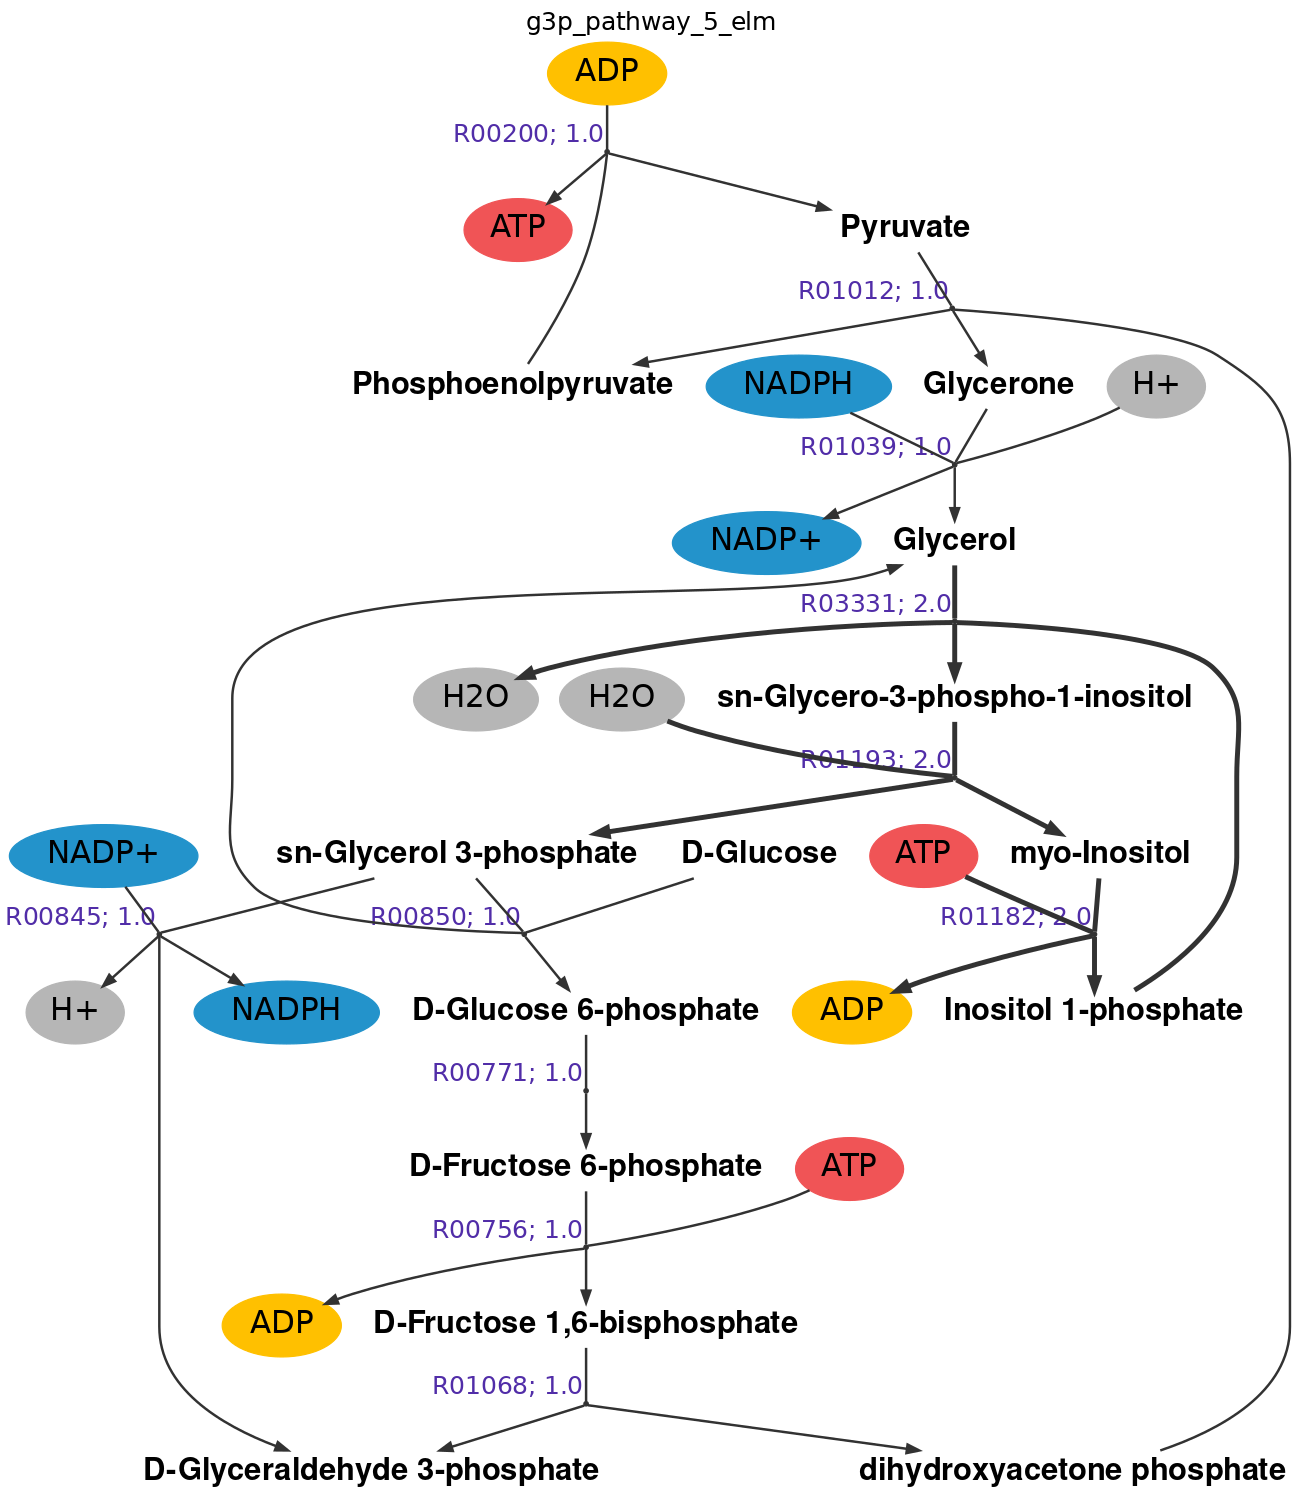 g3p_pathway_5_elm
ADP
R00200; 1.0
ATP
Pyruvate
R01012; 1.0
Phosphoenolpyruvate
NADPH
Glycerone
H+
R01039; 1.0
NADP+
Glycerol
R03331; 2.0
H2O
H2O
sn-Glycero-3-phospho-1-inositol
R01193; 2.0
NADP+
sn-Glycerol 3-phosphate
D-Glucose
ATP
myo-Inositol
R00845; 1.0
R00850; 1.0
R01182; 2.0
H+
NADPH
D-Glucose 6-phosphate
ADP
Inositol 1-phosphate
R00771; 1.0
D-Fructose 6-phosphate
ATP
R00756; 1.0
ADP
D-Fructose 1,6-bisphosphate
R01068; 1.0
D-Glyceraldehyde 3-phosphate
dihydroxyacetone phosphate